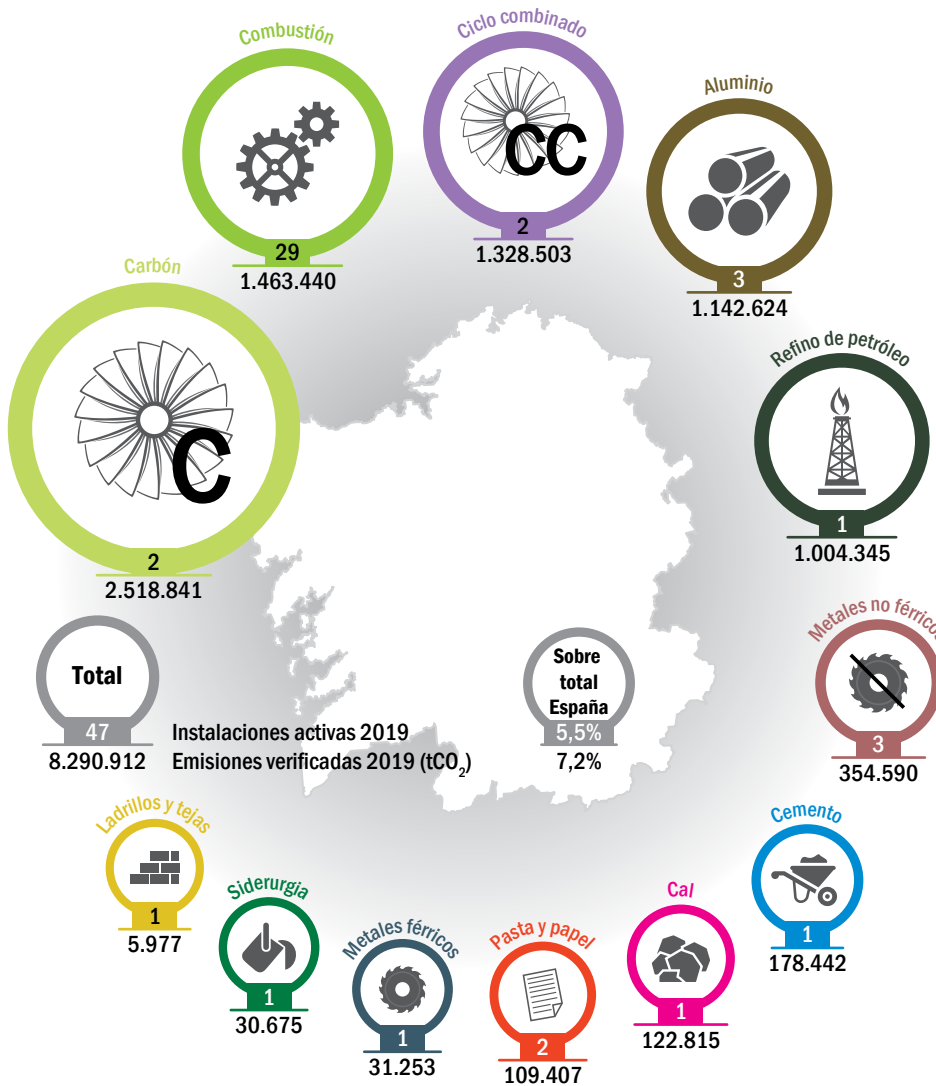 Combustión
29
1.463.440
Ciclo combinado
CC
2
1.328.503
Aluminio
3
1.142.624
Carbón
C
2
2.518.841
Refino de petróleo
1
1.004.345
Total
47
8.290.912
Instalaciones activas 2019
Emisiones verificadas 2019 (tCO₂)
Sobre
total
España
5,5%
7,2%
Metales no férricos
3
354.590
Ladrillos y tejas
1
5.977
Siderurgia
1
30.675
Metales férricos
1
31.253
Pasta y papel
2
109.407
Cal
1
122.815
Cemento
1
178.442